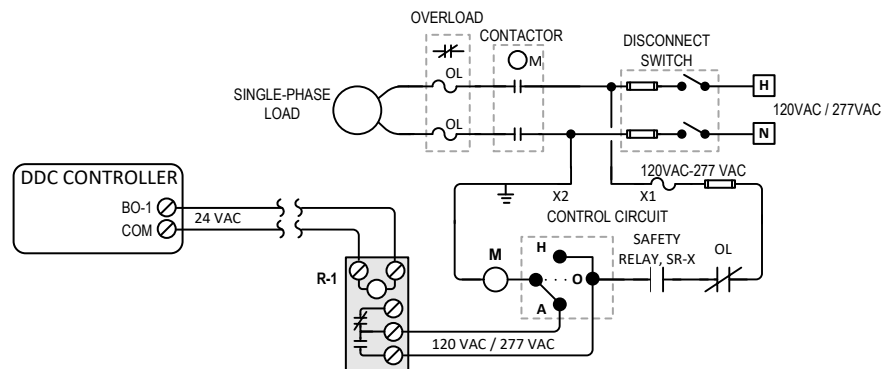 OVERLOAD
CONTACTOR
M
DISCONNECT
SWITCH
OL
H
SINGLE-PHASE
LOAD
120VAC / 277VAC
OL
N
120VAC-277 VAC
DDC CONTROLLER
X2
X1
BO-1
24 VAC
COM
CONTROL CIRCUIT
H
SAFETY
RELAY, SR-X
OL
M
O
R-1
A
120 VAC / 277 VAC